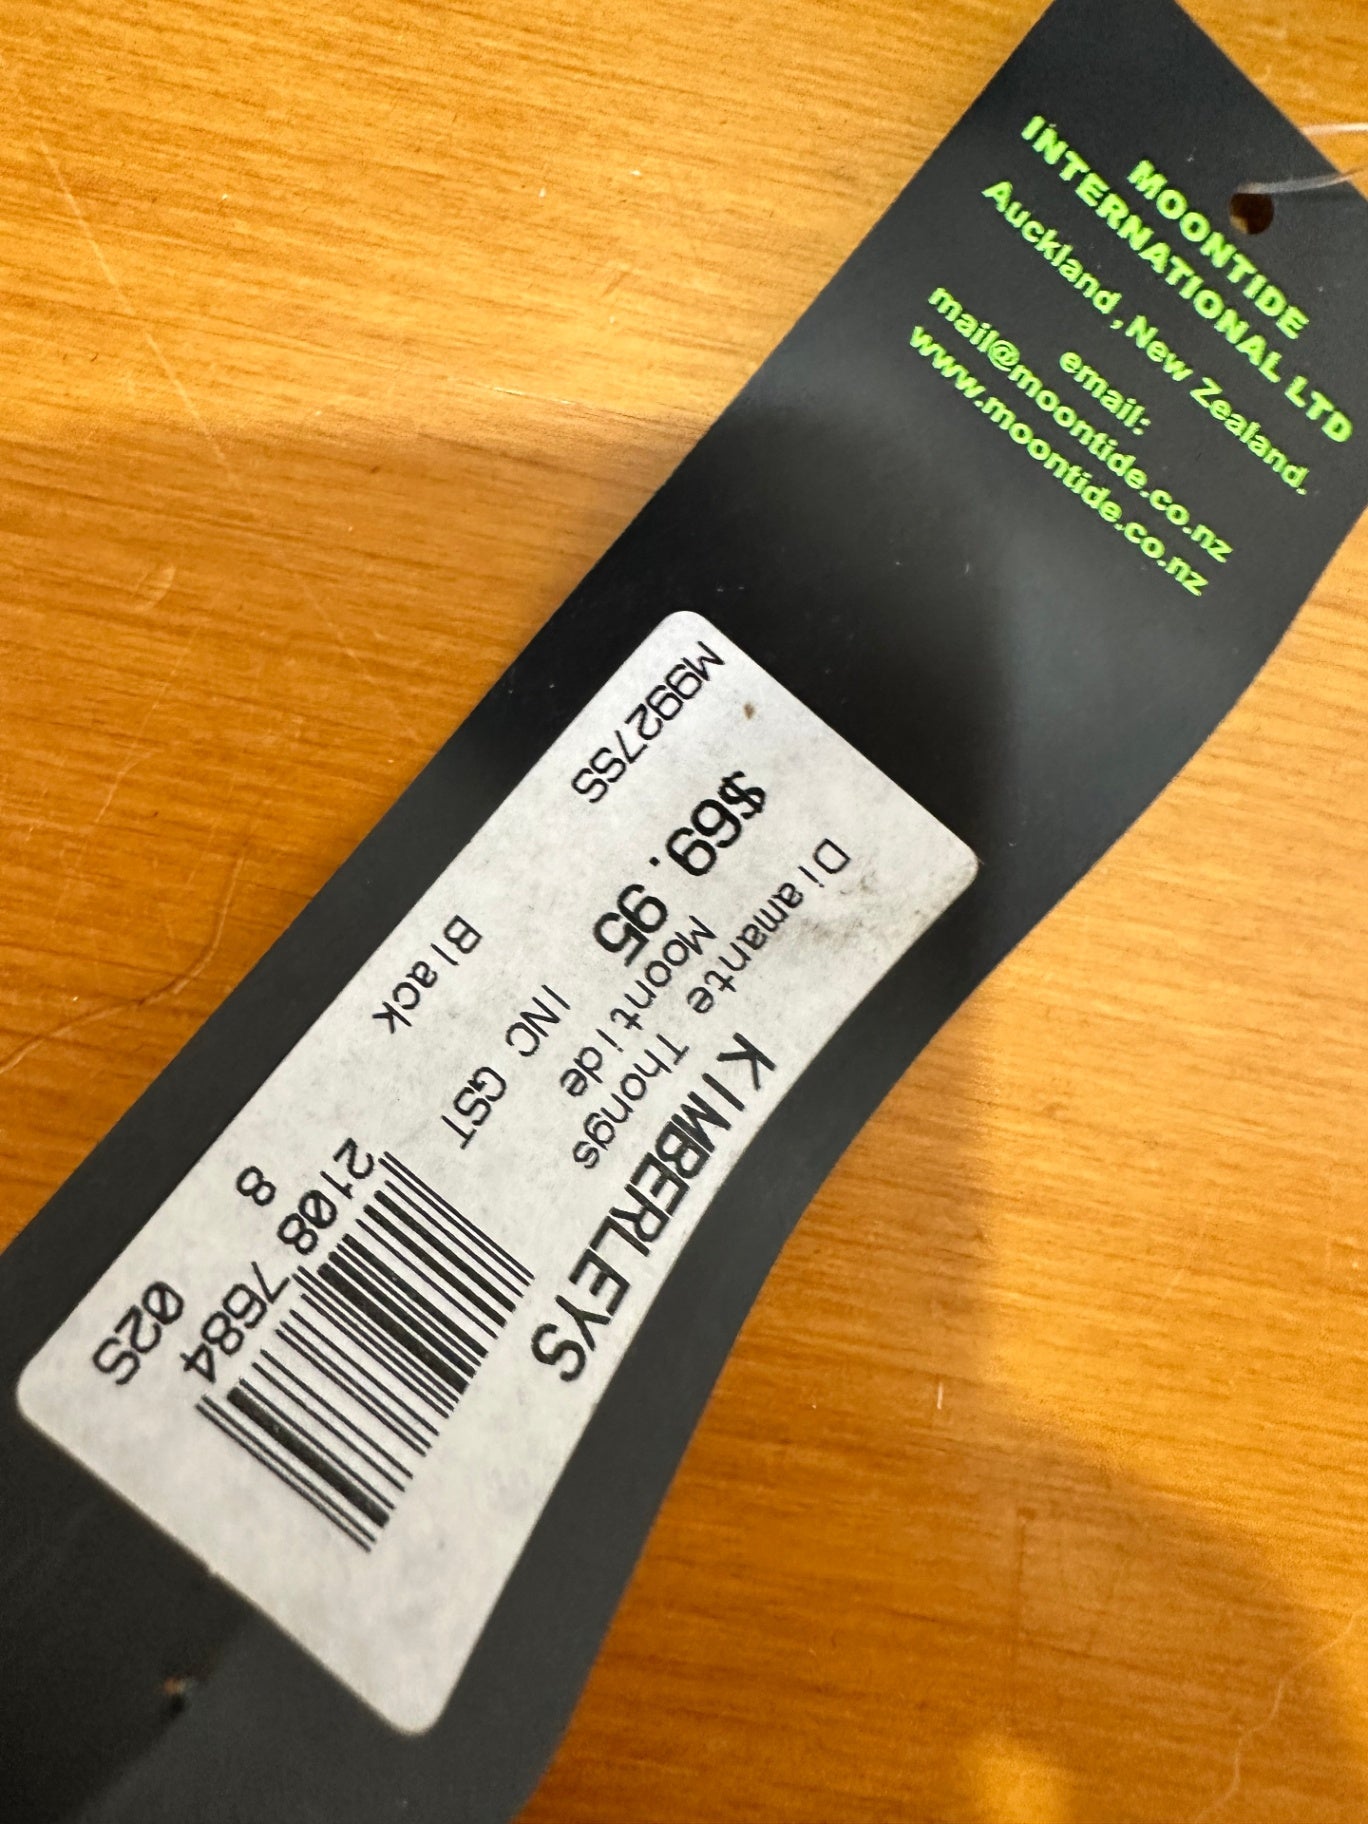 MOONTIDE
INTERNATIONAL LTD
Auckland, New Zealand.
email:
mail@moontide.co.nz
www.moontide.co.nz
KIMBERLEYS
Diamante Thongs
Moontide
$69.95
INC GST
M9927SS
Black
2108 7684
8
02S